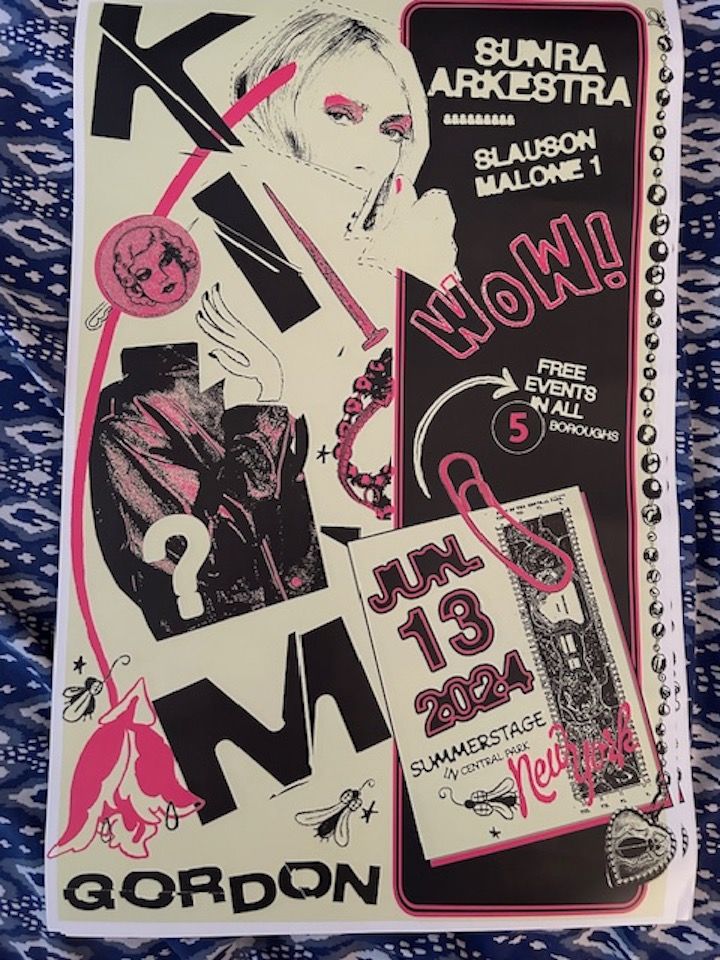 KIM
GORDON
SUN RA
ARKESTRA
&&&&&&&&&
SLAUSON
MALONE 1
WOW!
FREE
EVENTS
IN ALL
5 BOROUGHS
?
JUN.
13
2024
SUMMERSTAGE
IN CENTRAL PARK
New York